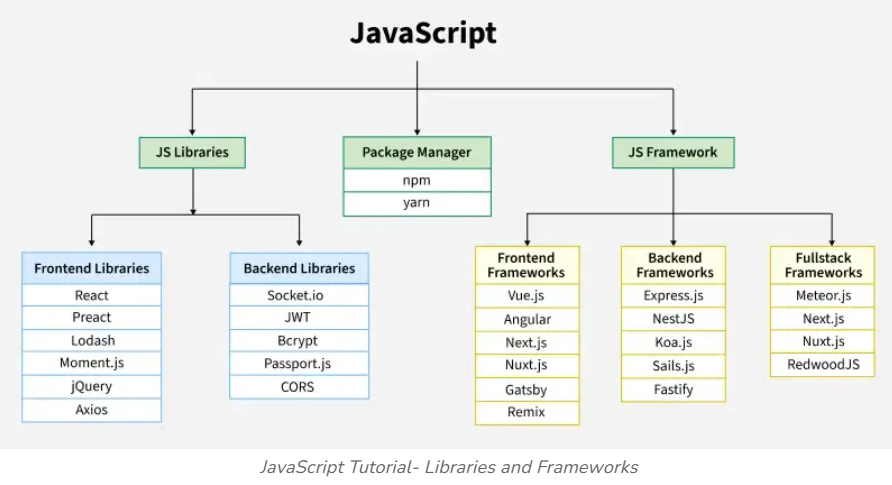 JavaScript
JS Libraries
Package Manager
npm
yarn
JS Framework
Frontend Libraries
React
Preact
Lodash
Moment.js
jQuery
Axios
Backend Libraries
Socket.io
JWT
Bcrypt
Passport.js
CORS
Frontend
Frameworks
Vue.js
Angular
Next.js
Nuxt.js
Gatsby
Remix
Backend
Frameworks
Express.js
NestJS
Koa.js
Sails.js
Fastify
Fullstack
Frameworks
Meteor.js
Next.js
Nuxt.js
RedwoodJS
JavaScript Tutorial- Libraries and Frameworks